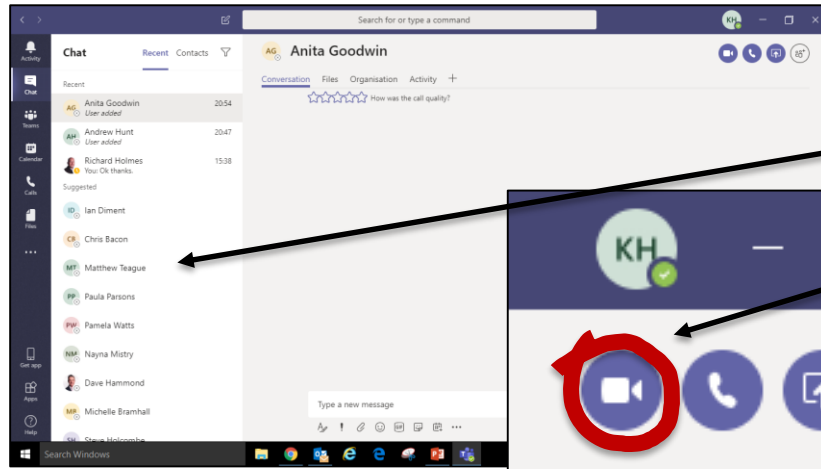 Search for or type a command
KH
Activity
Chat
Teams
Calendar
Calls
Files
Get app
Apps
Help
Chat Recent Contacts
Recent
AG Anita Goodwin 20:54
User added
AH Andrew Hunt 20:47
User added
Richard Holmes 15:38
You: Ok thanks.
Suggested
ID Ian Diment
CB Chris Bacon
MT Matthew Teague
PP Paula Parsons
PW Pamela Watts
NM Nayna Mistry
Dave Hammond
MB Michelle Bramhall
SH Steve Holcombe
AG Anita Goodwin
Conversation Files Organisation Activity +
How was the call quality?
Type a new message
GIF
KH
Search Windows